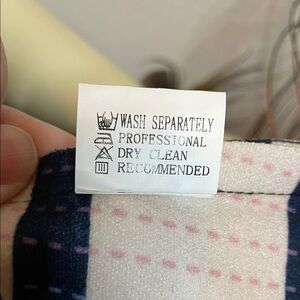 WASH SEPARATELY
PROFESSIONAL
DRY CLEAN
RECOMMENDED